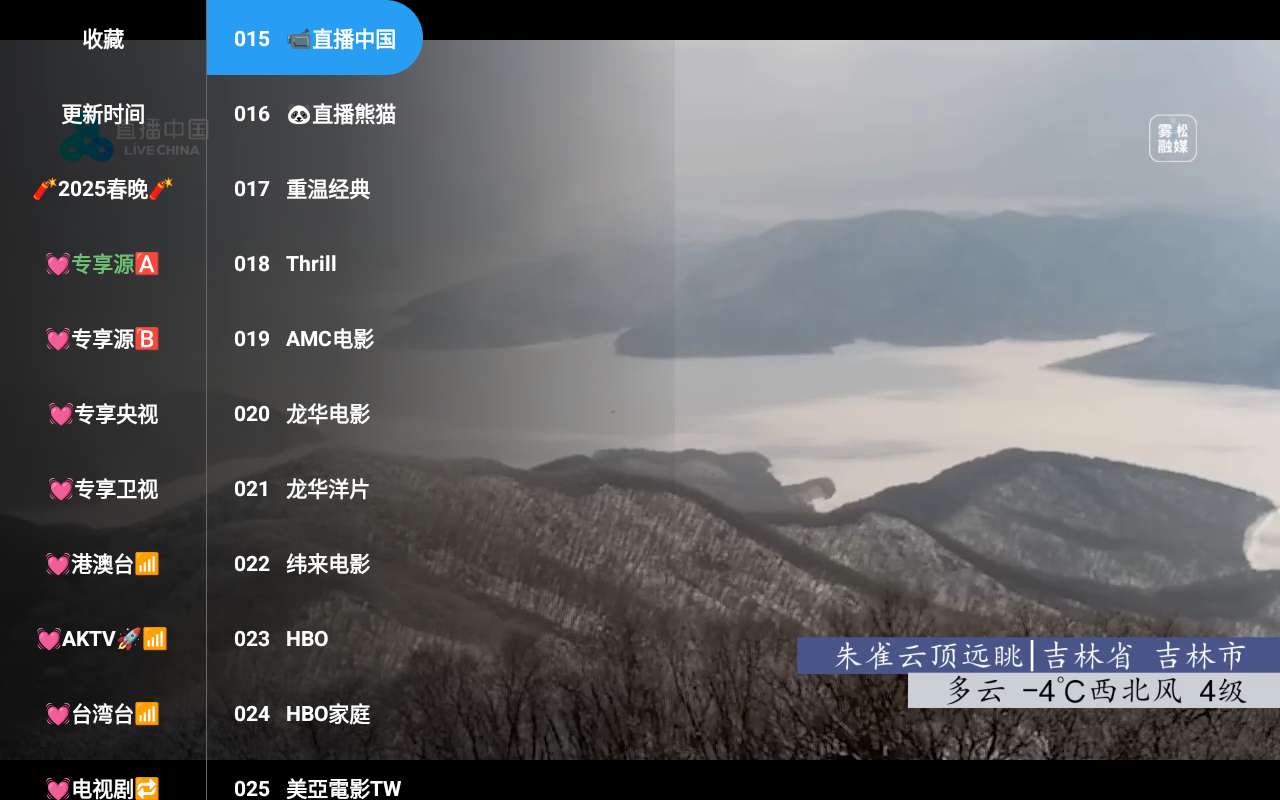 收藏
更新时间
🧨2025春晚🧨
💓专享源🅰
💓专享源🅱
💓专享央视
💓专享卫视
💓港澳台📶
💓AKTV🚀📶
💓台湾台📶
💓电视剧🔁
015 📹直播中国
016 🐼直播熊猫
017 重温经典
018 Thrill
019 AMC电影
020 龙华电影
021 龙华洋片
022 纬来电影
023 HBO
024 HBO家庭
025 美亞電影TW
直播中国
LIVE CHINA
雾松
融媒
朱雀云顶远眺|吉林省 吉林市
多云 -4℃西北风 4级